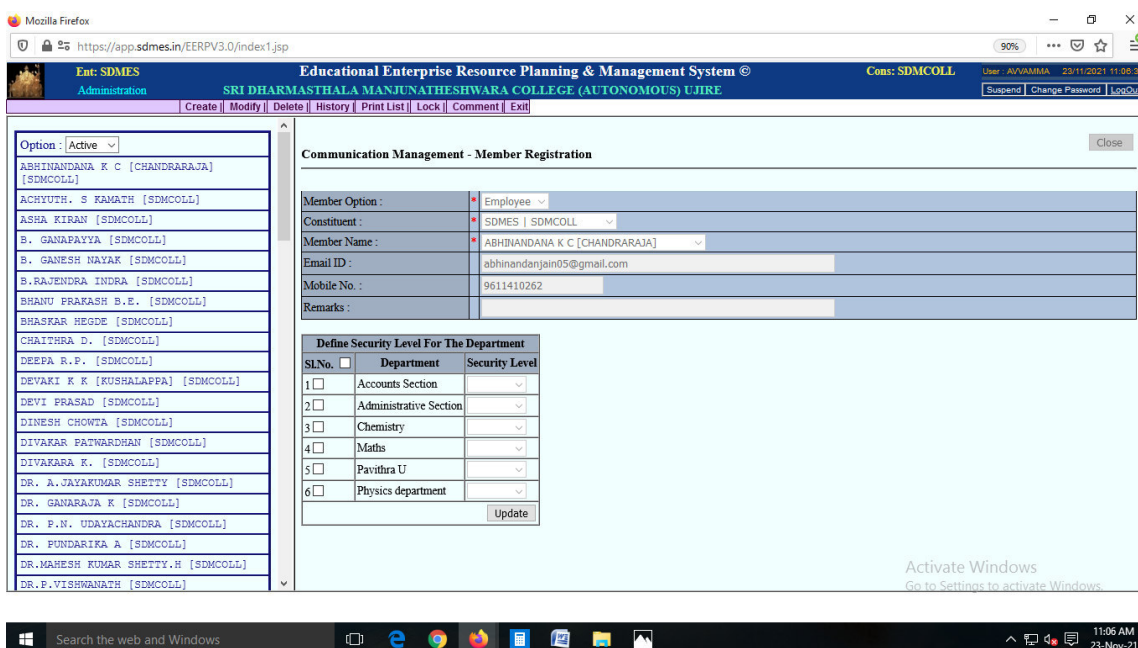 Mozilla Firefox
https://app.sdmes.in/EERPV3.0/index1.jsp
90%
Ent: SDMES Educational Enterprise Resource Planning & Management System © Cons: SDMCOLL User : AVVAMMA 23/11/2021 11:06:3
Administration SRI DHARMASTHALA MANJUNATHESHWARA COLLEGE (AUTONOMOUS) UJIRE Suspend | Change Password | LogOu
Create || Modify || Delete || History || Print List || Lock || Comment || Exit
Option : Active
ABHINANDANA K C [CHANDRARAJA]
[SDMCOLL]
ACHYUTH. S KAMATH [SDMCOLL]
ASHA KIRAN [SDMCOLL]
B. GANAPAYYA [SDMCOLL]
B. GANESH NAYAK [SDMCOLL]
B.RAJENDRA INDRA [SDMCOLL]
BHANU PRAKASH B.E. [SDMCOLL]
BHASKAR HEGDE [SDMCOLL]
CHAITHRA D. [SDMCOLL]
DEEPA R.P. [SDMCOLL]
DEVAKI K K [KUSHALAPPA] [SDMCOLL]
DEVI PRASAD [SDMCOLL]
DINESH CHOWTA [SDMCOLL]
DIVAKAR PATWARDHAN [SDMCOLL]
DIVAKARA K. [SDMCOLL]
DR. A.JAYAKUMAR SHETTY [SDMCOLL]
DR. GANARAJA K [SDMCOLL]
DR. P.N. UDAYACHANDRA [SDMCOLL]
DR. PUNDARIKA A [SDMCOLL]
DR.MAHESH KUMAR SHETTY.H [SDMCOLL]
DR.P.VISHWANATH [SDMCOLL]
Close
Communication Management - Member Registration
Member Option : * Employee
Constituent : * SDMES | SDMCOLL
Member Name : * ABHINANDANA K C [CHANDRARAJA]
Email ID : abhinandanjain05@gmail.com
Mobile No. : 9611410262
Remarks :
Define Security Level For The Department
Sl.No. Department Security Level
1 Accounts Section
2 Administrative Section
3 Chemistry
4 Maths
5 Pavithra U
6 Physics department
Update
Activate Windows
Go to Settings to activate Windows.
Search the web and Windows
11:06 AM
23-Nov-21